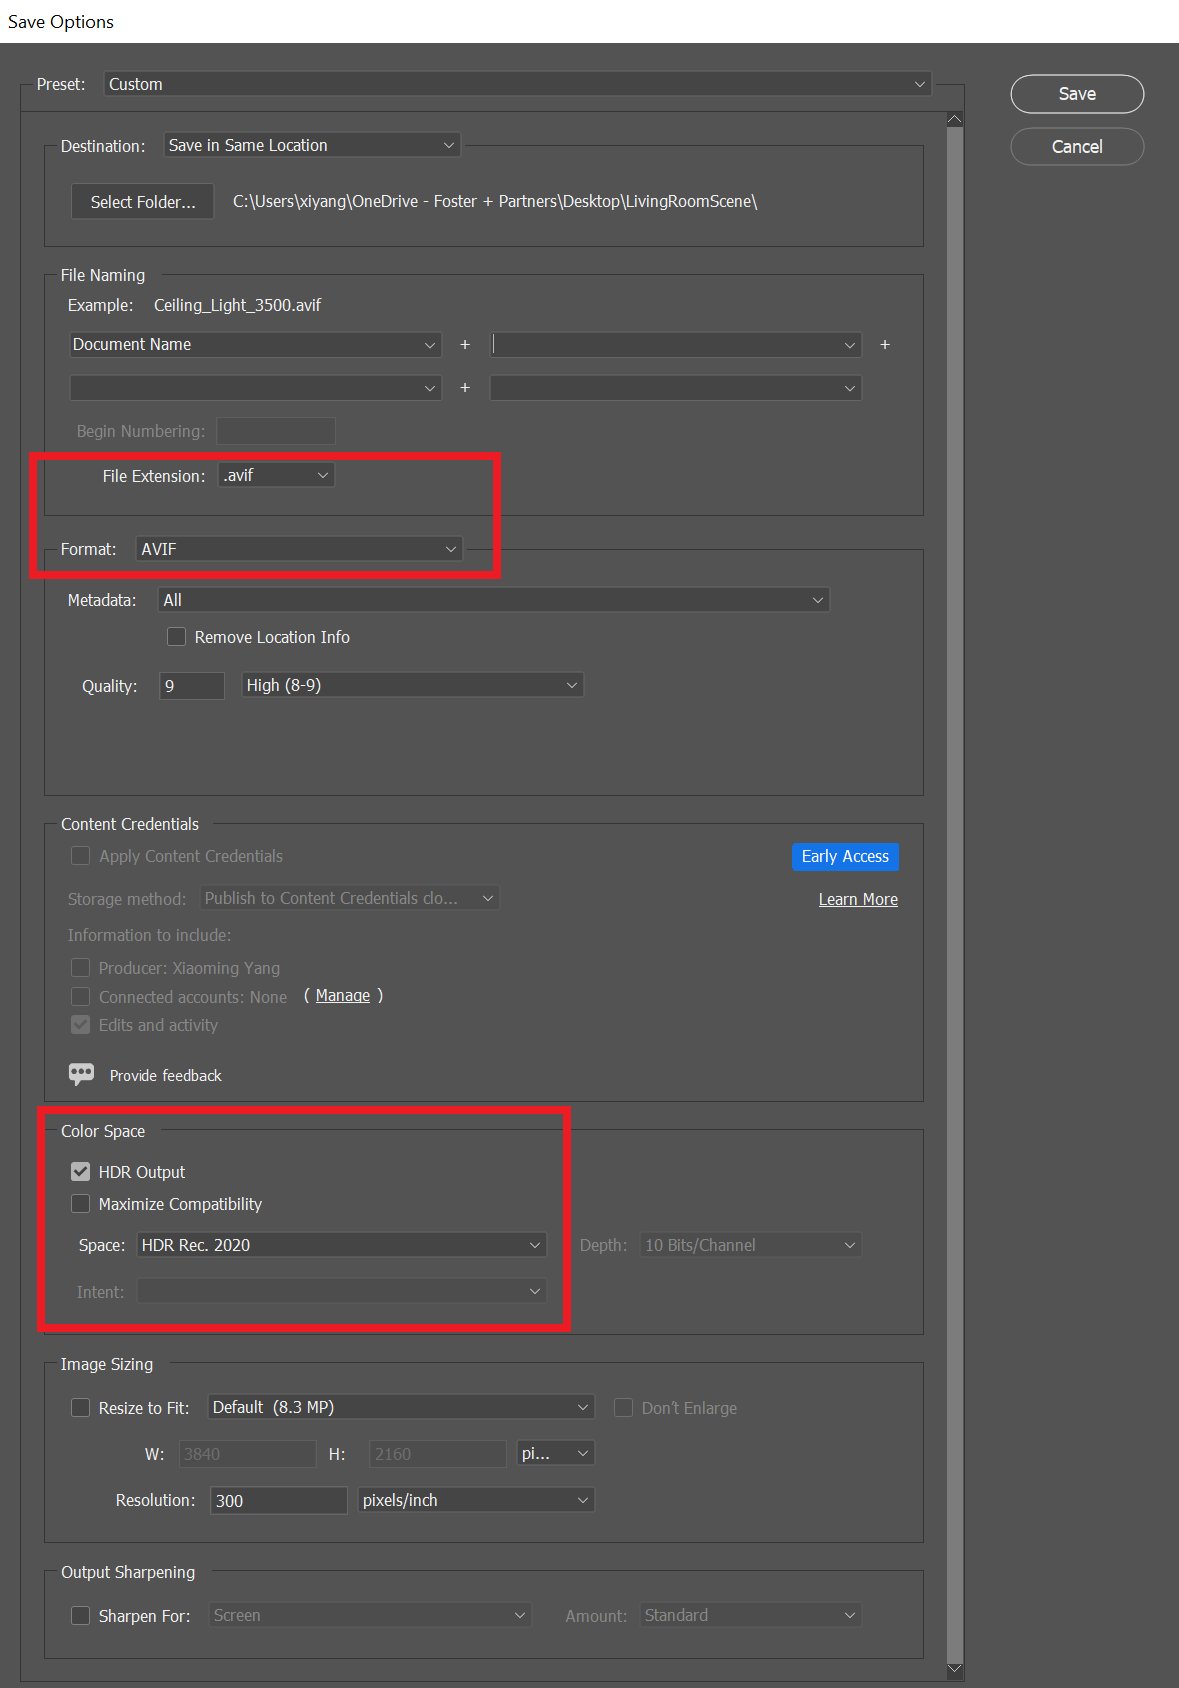 Save Options
Preset: Custom
Save
Cancel
Destination: Save in Same Location
Select Folder... C:\Users\xiyang\OneDrive - Foster + Partners\Desktop\LivingRoomScene\
File Naming
Example: Ceiling_Light_3500.avif
Document Name + +
+
Begin Numbering:
File Extension: .avif
Format: AVIF
Metadata: All
Remove Location Info
Quality: 9 High (8-9)
Content Credentials
Apply Content Credentials Early Access
Storage method: Publish to Content Credentials clo... Learn More
Information to include:
Producer: Xiaoming Yang
Connected accounts: None ( Manage )
Edits and activity
Provide feedback
Color Space
HDR Output
Maximize Compatibility
Space: HDR Rec. 2020 Depth: 10 Bits/Channel
Intent:
Image Sizing
Resize to Fit: Default (8.3 MP) Don't Enlarge
W: 3840 H: 2160 pi...
Resolution: 300 pixels/inch
Output Sharpening
Sharpen For: Screen Amount: Standard